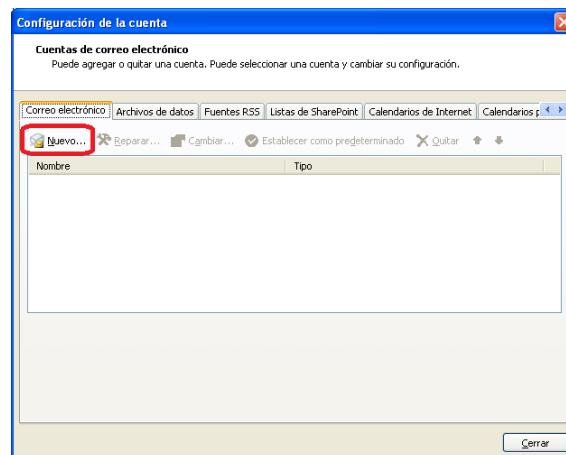 Configuración de la cuenta
Cuentas de correo electrónico
Puede agregar o quitar una cuenta. Puede seleccionar una cuenta y cambiar su configuración.
Correo electrónico Archivos de datos Fuentes RSS Listas de SharePoint Calendarios de Internet Calendarios p
Nuevo... Reparar... Cambiar... Establecer como predeterminado Quitar
Nombre Tipo
Cerrar